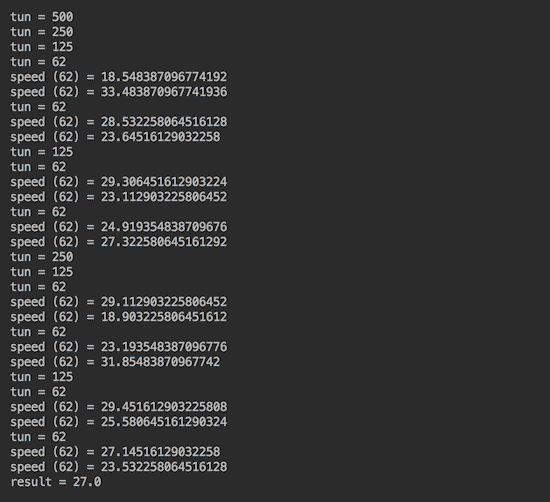 tun = 500
tun = 250
tun = 125
tun = 62
speed (62) = 18.548387096774192
speed (62) = 33.483870967741936
tun = 62
speed (62) = 28.532258064516128
speed (62) = 23.64516129032258
tun = 125
tun = 62
speed (62) = 29.306451612903224
speed (62) = 23.112903225806452
tun = 62
speed (62) = 24.919354838709676
speed (62) = 27.322580645161292
tun = 250
tun = 125
tun = 62
speed (62) = 29.112903225806452
speed (62) = 18.903225806451612
tun = 62
speed (62) = 23.193548387096776
speed (62) = 31.85483870967742
tun = 125
tun = 62
speed (62) = 29.451612903225808
speed (62) = 25.580645161290324
tun = 62
speed (62) = 27.14516129032258
speed (62) = 23.532258064516128
result = 27.0